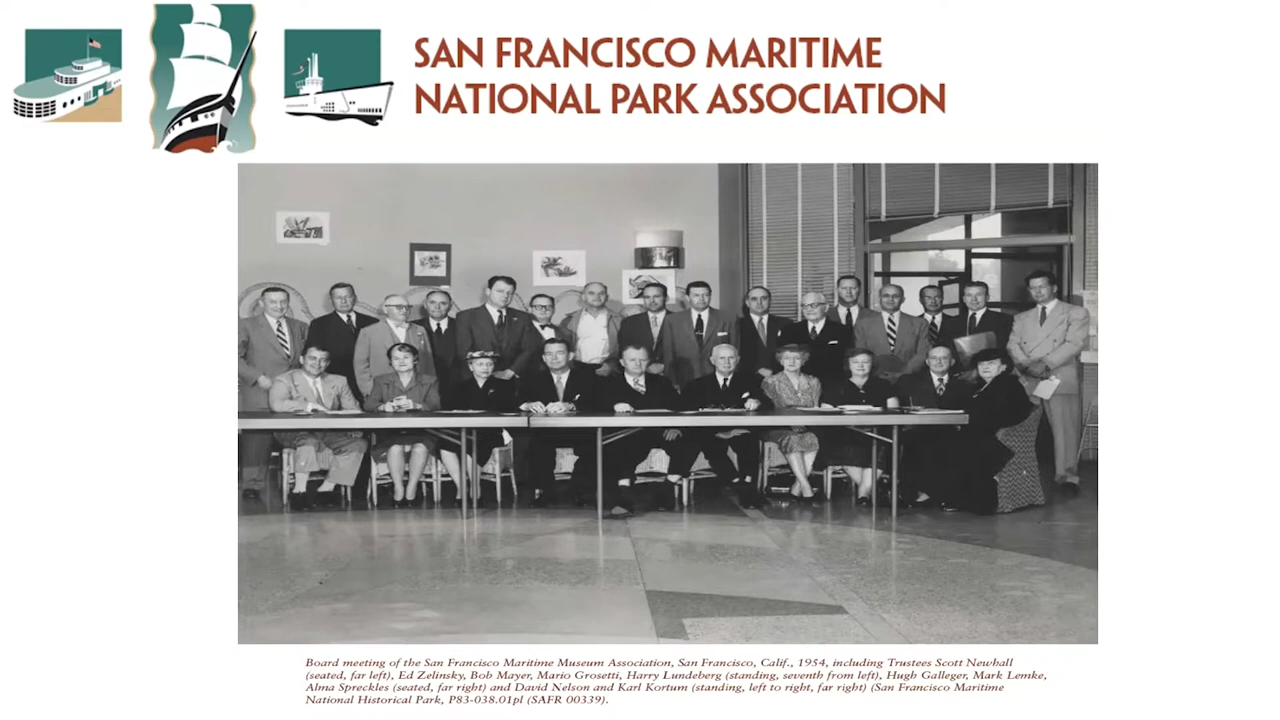 SAN FRANCISCO MARITIME
NATIONAL PARK ASSOCIATION
Board meeting of the San Francisco Maritime Museum Association, San Francisco, Calif., 1954, including Trustees Scott Newhall
(seated, far left), Ed Zelinsky, Bob Mayer, Mario Grosetti, Harry Lundeberg (standing, seventh from left), Hugh Galleger, Mark Lemke,
Alma Spreckles (seated, far right) and David Nelson and Karl Kortum (standing, left to right, far right) (San Francisco Maritime
National Historical Park, P83-038.01pl (SAFR 00339).